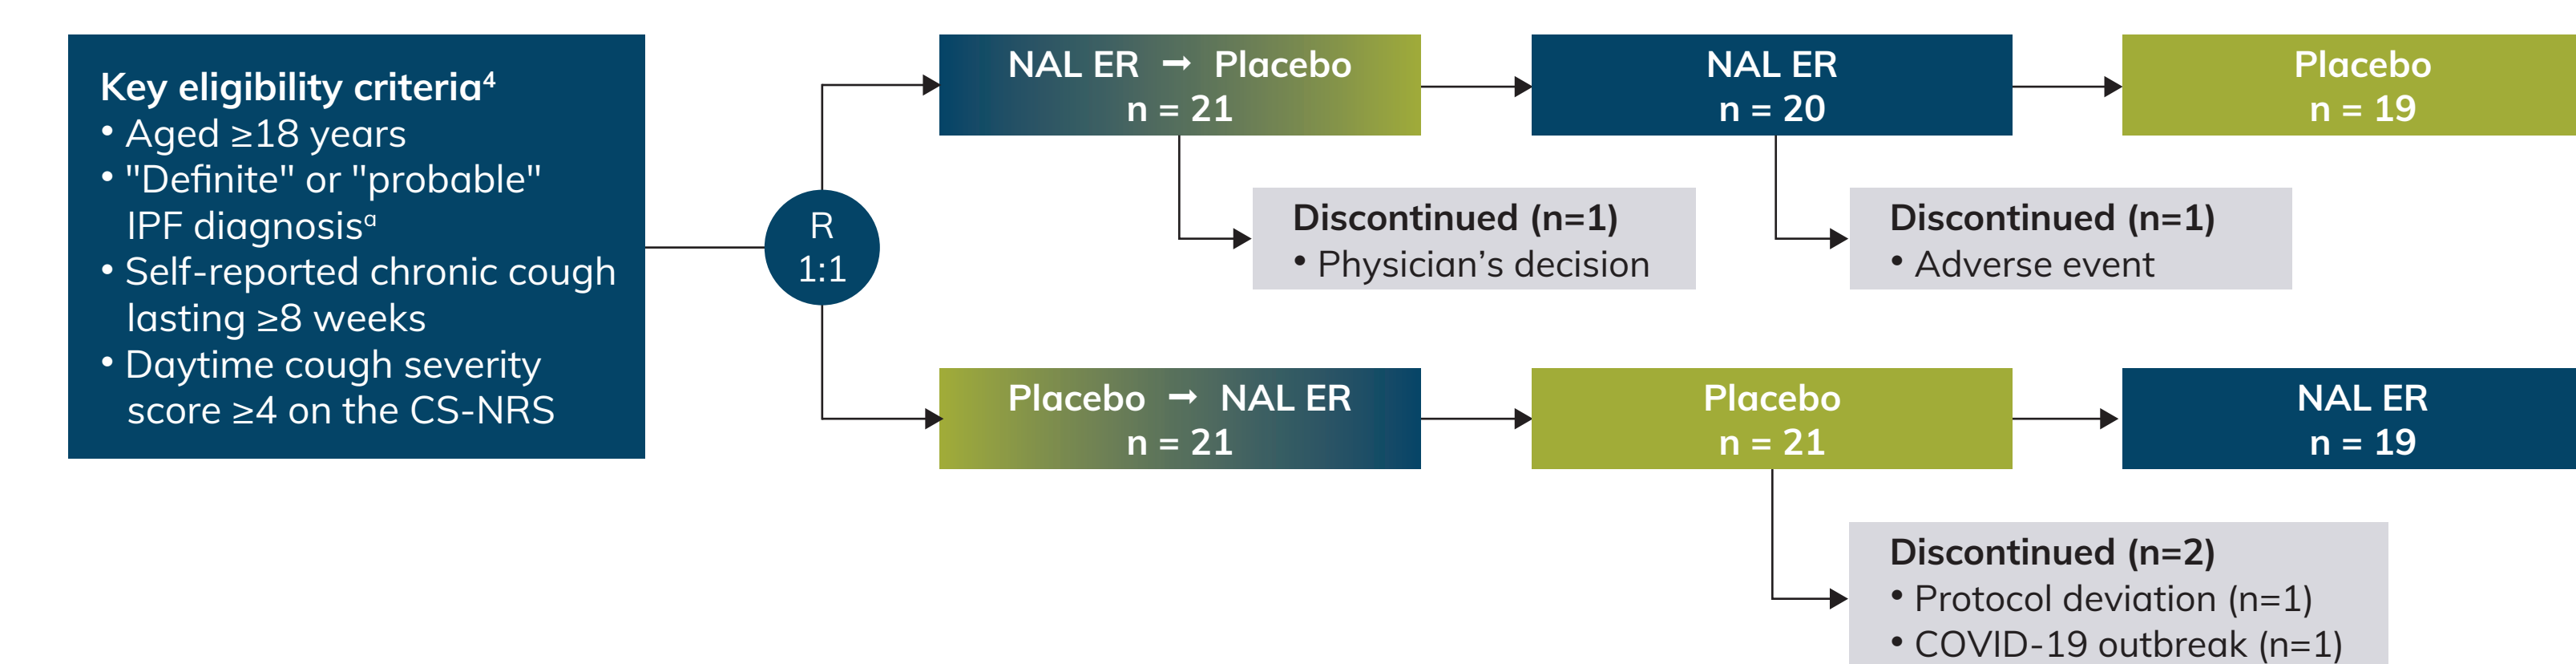 Key eligibility criteria⁴
• Aged ≥18 years
• "Definite" or "probable"
IPF diagnosisᵃ
• Self-reported chronic cough
lasting ≥8 weeks
• Daytime cough severity
score ≥4 on the CS-NRS
R
1:1
NAL ER → Placebo
n = 21
NAL ER
n = 20
Placebo
n = 19
Discontinued (n=1)
• Physician’s decision
Discontinued (n=1)
• Adverse event
Placebo → NAL ER
n = 21
Placebo
n = 21
NAL ER
n = 19
Discontinued (n=2)
• Protocol deviation (n=1)
• COVID-19 outbreak (n=1)